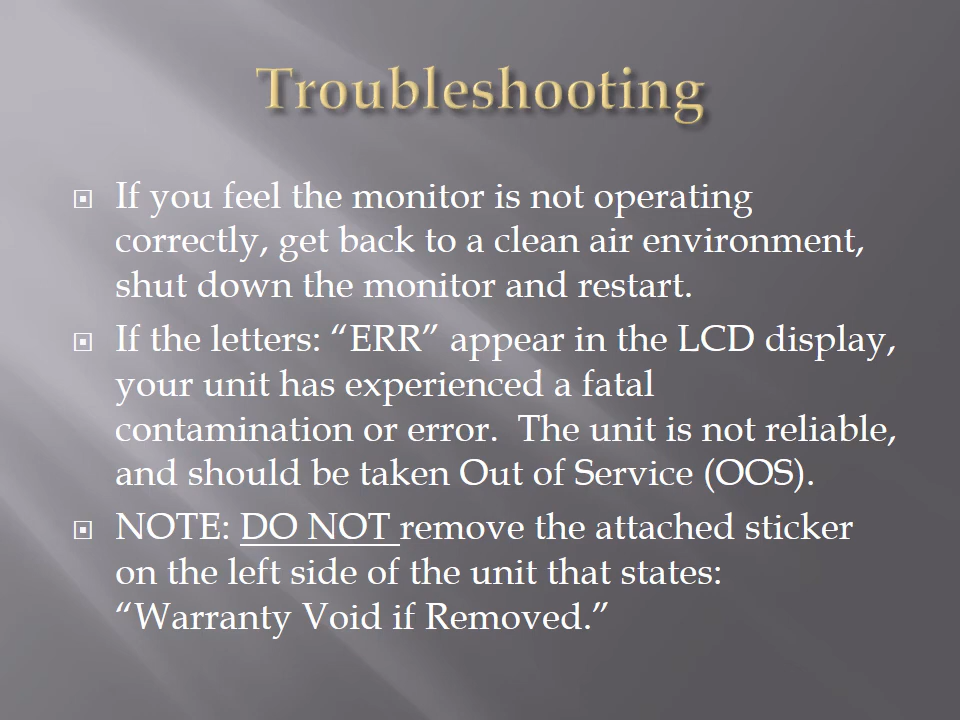 Troubleshooting
If you feel the monitor is not operating
correctly, get back to a clean air environment,
shut down the monitor and restart.
If the letters: “ERR” appear in the LCD display,
your unit has experienced a fatal
contamination or error.  The unit is not reliable,
and should be taken Out of Service (OOS).
NOTE: DO NOT remove the attached sticker
on the left side of the unit that states:
“Warranty Void if Removed.”